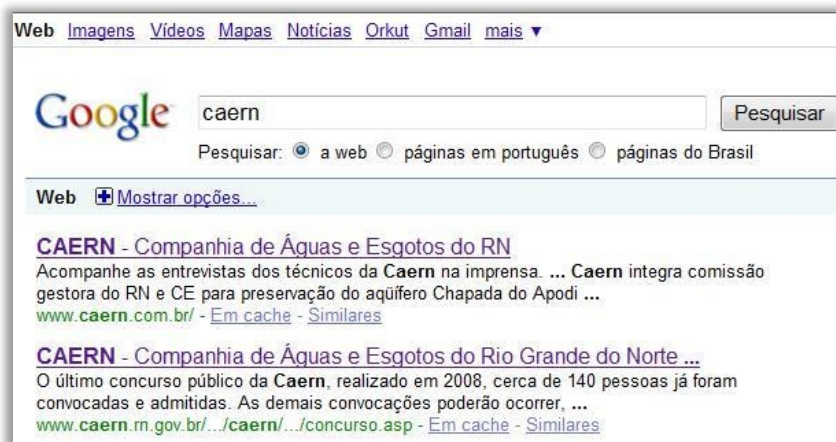 Web Imagens Vídeos Mapas Notícias Orkut Gmail mais ▼
Google caern Pesquisar
Pesquisar: a web páginas em português páginas do Brasil
Web Mostrar opções...
CAERN - Companhia de Águas e Esgotos do RN
Acompanhe as entrevistas dos técnicos da Caern na imprensa. ... Caern integra comissão
gestora do RN e CE para preservação do aqüífero Chapada do Apodi ...
www.caern.com.br/ - Em cache - Similares
CAERN - Companhia de Águas e Esgotos do Rio Grande do Norte ...
O último concurso público da Caern, realizado em 2008, cerca de 140 pessoas já foram
convocadas e admitidas. As demais convocações poderão ocorrer, ...
www.caern.rn.gov.br/.../caern/.../concurso.asp - Em cache - Similares